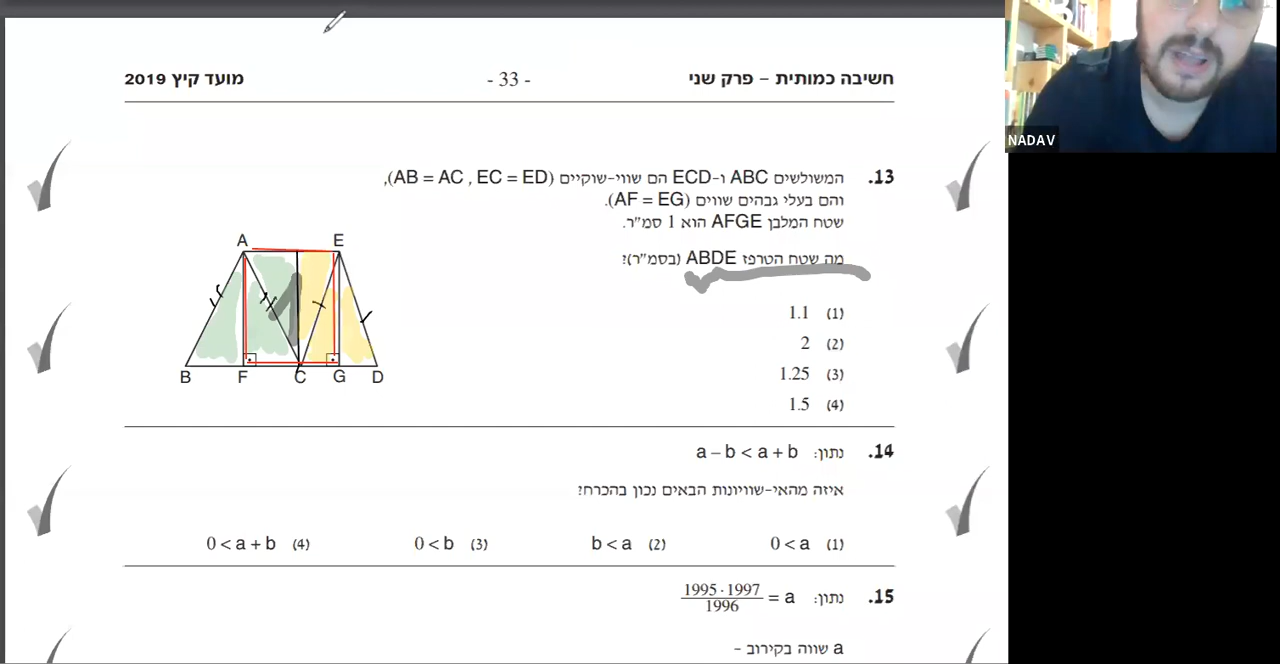 חשיבה כמותית – פרק שני - 33 - מועד קיץ 2019
NADAV
13. המשולשים ABC ו-ECD הם שווי-שוקיים (AB = AC , EC = ED),
והם בעלי גבהים שווים (AF = EG).
שטח המלבן AFGE הוא 1 סמ"ר.
מה שטח הטרפז ABDE (בסמ"ר)?
A E
B F C G D
1
(1) 1.1
(2) 2
(3) 1.25
(4) 1.5
14. נתון: a – b < a + b
איזה מהאי-שוויונות הבאים נכון בהכרח?
(1) 0 < a (2) b < a (3) 0 < b (4) 0 < a + b
15. נתון: 1995 · 1997 / 1996 = a
a שווה בקירוב –